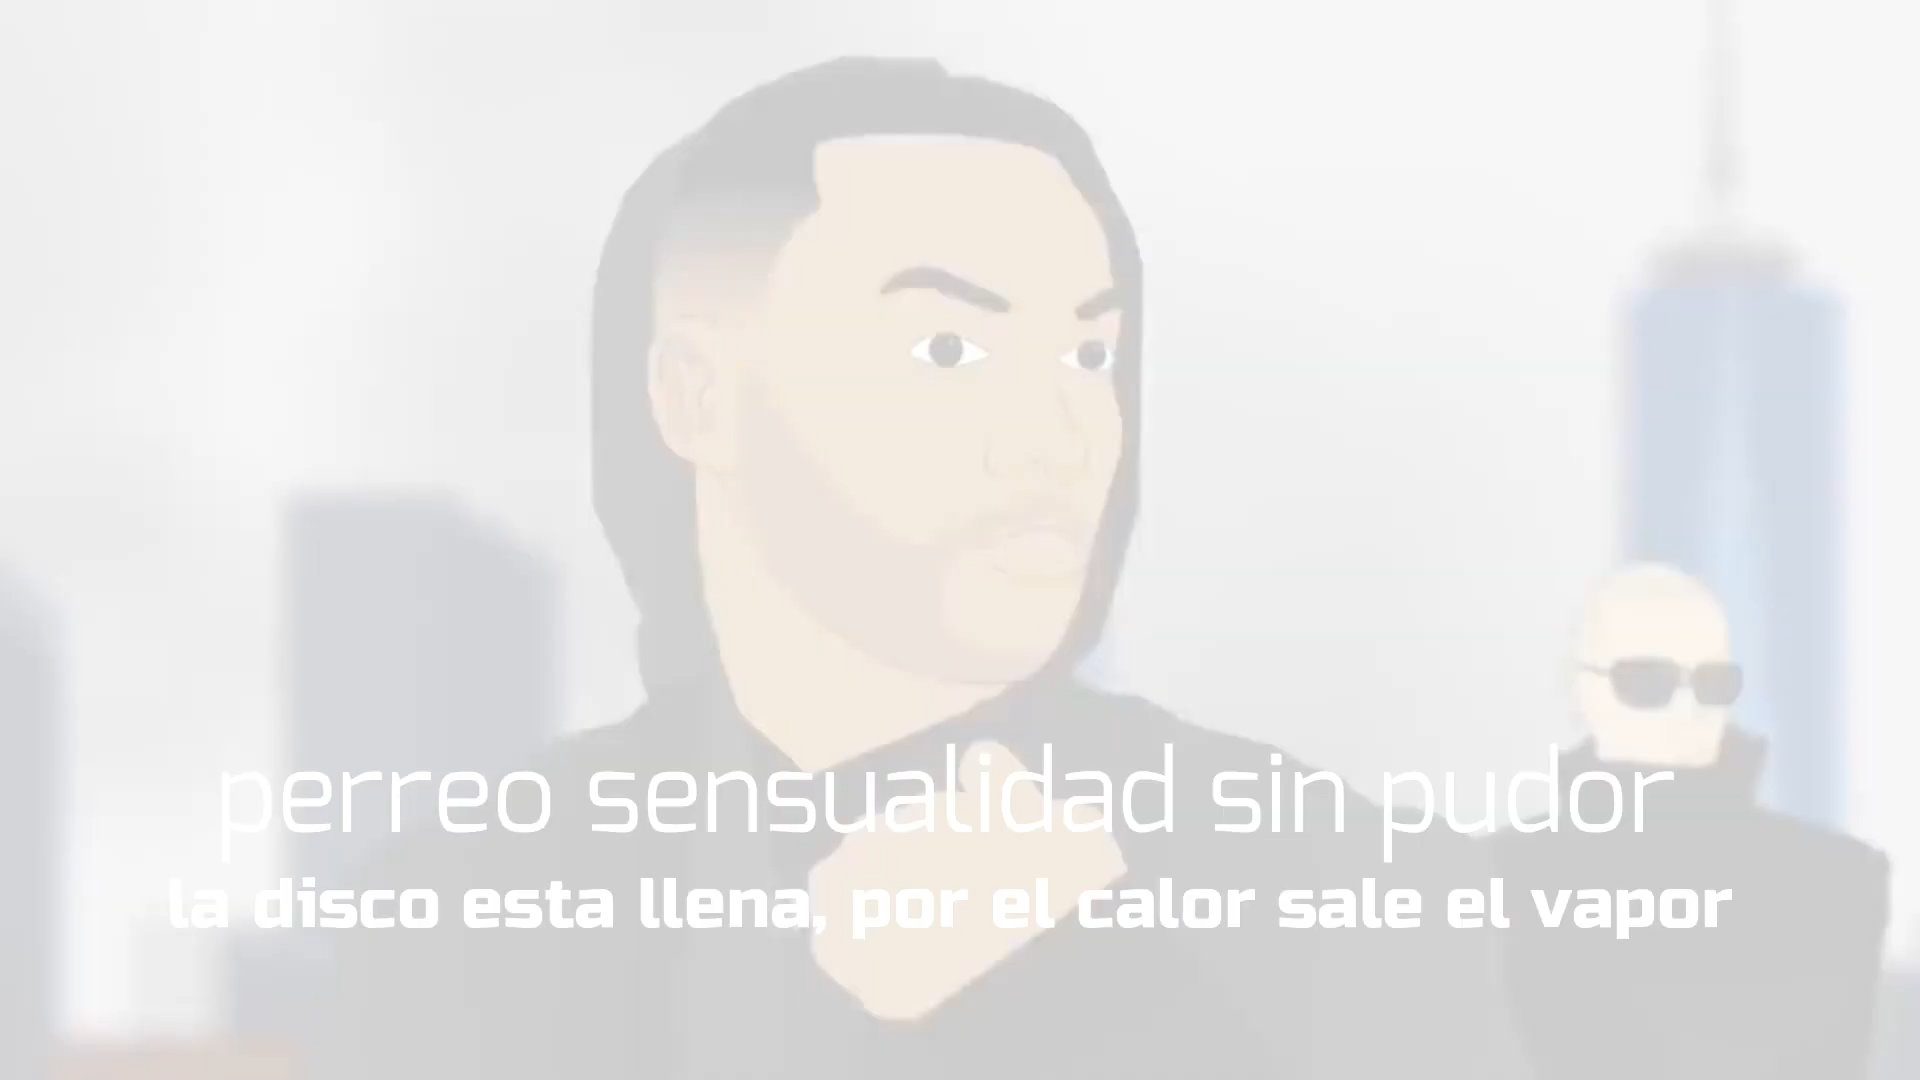 perreo sensualidad sin pudor
la disco esta llena, por el calor sale el vapor